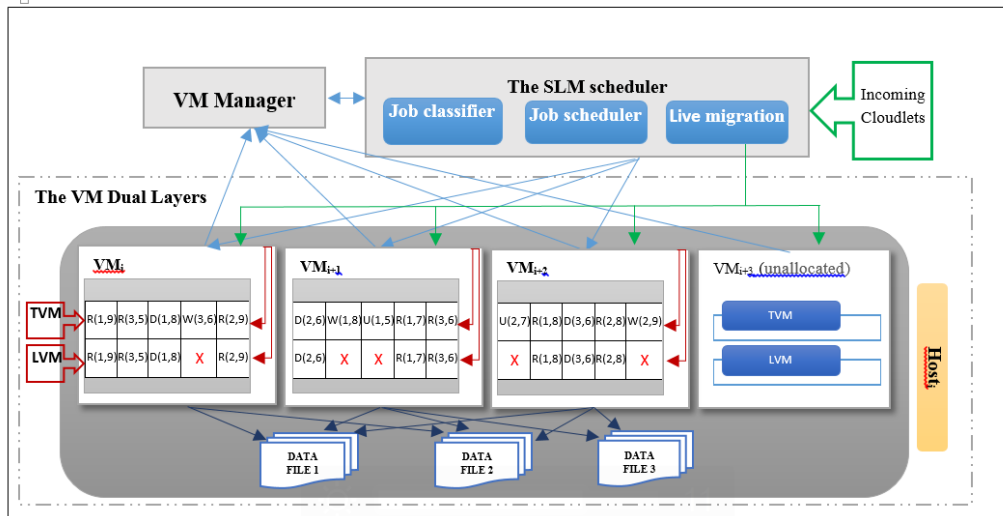 The SLM scheduler
VM Manager
Job classifier
Job scheduler
Live migration
Incoming
Cloudlets
The VM Dual Layers
VMi
VMi+1
VMi+2
VMi+3 (unallocated)
TVM
R(1,9) R(3,5) D(1,8) W(3,6) R(2,9)
D(2,6) W(1,8) U(1,5) R(1,7) R(3,6)
U(2,7) R(1,8) D(3,6) R(2,8) W(2,9)
TVM
LVM
R(1,9) R(3,5) D(1,8) X R(2,9)
D(2,6) X X R(1,7) R(3,6)
X R(1,8) D(3,6) R(2,8) X
LVM
Hosti
DATA
FILE 1
DATA
FILE 2
DATA
FILE 3